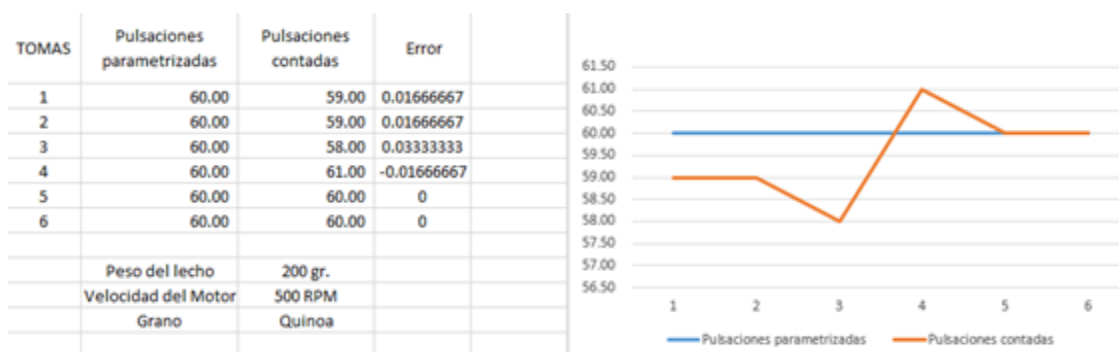 TOMAS Pulsaciones parametrizadas Pulsaciones contadas Error
1 60.00 59.00 0.01666667
2 60.00 59.00 0.01666667
3 60.00 58.00 0.03333333
4 60.00 61.00 -0.01666667
5 60.00 60.00 0
6 60.00 60.00 0
Peso del lecho 200 gr.
Velocidad del Motor 500 RPM
Grano Quinoa
61.50
61.00
60.50
60.00
59.50
59.00
58.50
58.00
57.50
57.00
56.50
1 2 3 4 5 6
Pulsaciones parametrizadas Pulsaciones contadas